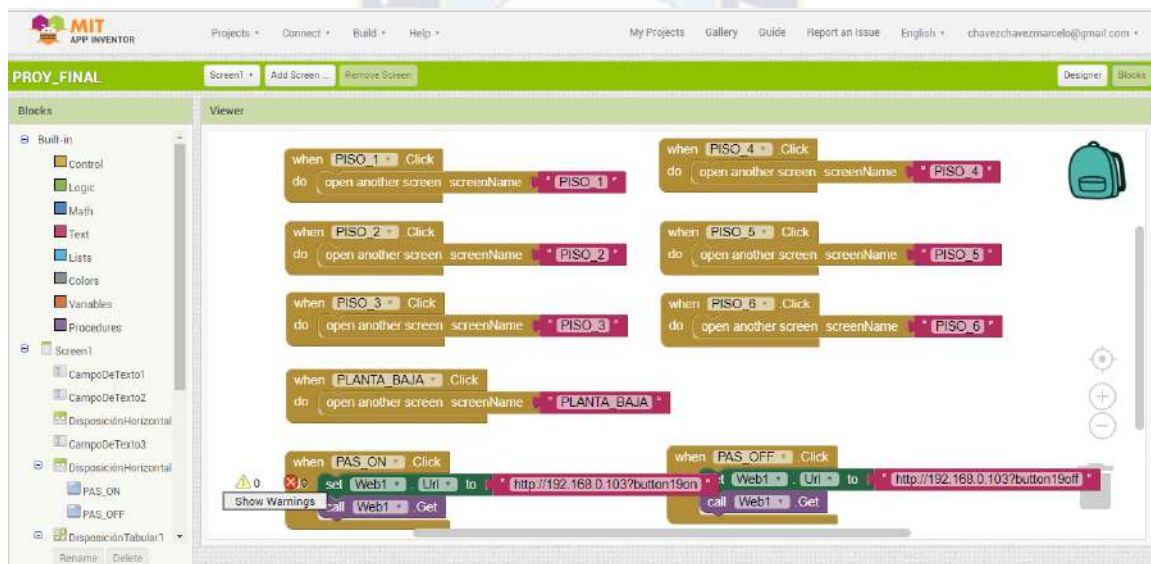 MIT
APP INVENTOR
Projects Connect Build Help My Projects Gallery Guide Report an Issue English chavezchavezmarcelo@gmail.com
PROY_FINAL Screen1 Add Screen ... Remove Screen Designer Blocks
Blocks Viewer
Built-in
Control
Logic
Math
Text
Lists
Colors
Variables
Procedures
Screen1
CampoDeTexto1
CampoDeTexto2
DisposiciónHorizontal
CampoDeTexto3
DisposiciónHorizontal
PAS_ON
PAS_OFF
DisposiciónTabular1
Rename Delete
when PISO_1 .Click
do open another screen screenName " PISO_1 "
when PISO_4 .Click
do open another screen screenName " PISO_4 "
when PISO_2 .Click
do open another screen screenName " PISO_2 "
when PISO_5 .Click
do open another screen screenName " PISO_5 "
when PISO_3 .Click
do open another screen screenName " PISO_3 "
when PISO_6 .Click
do open another screen screenName " PISO_6 "
when PLANTA_BAJA .Click
do open another screen screenName " PLANTA_BAJA "
when PAS_ON .Click
set Web1 . Url to " http://192.168.0.103?button19on "
call Web1 .Get
when PAS_OFF .Click
Web1 . Url to " http://192.168.0.103?button19off "
call Web1 .Get
0
Show Warnings